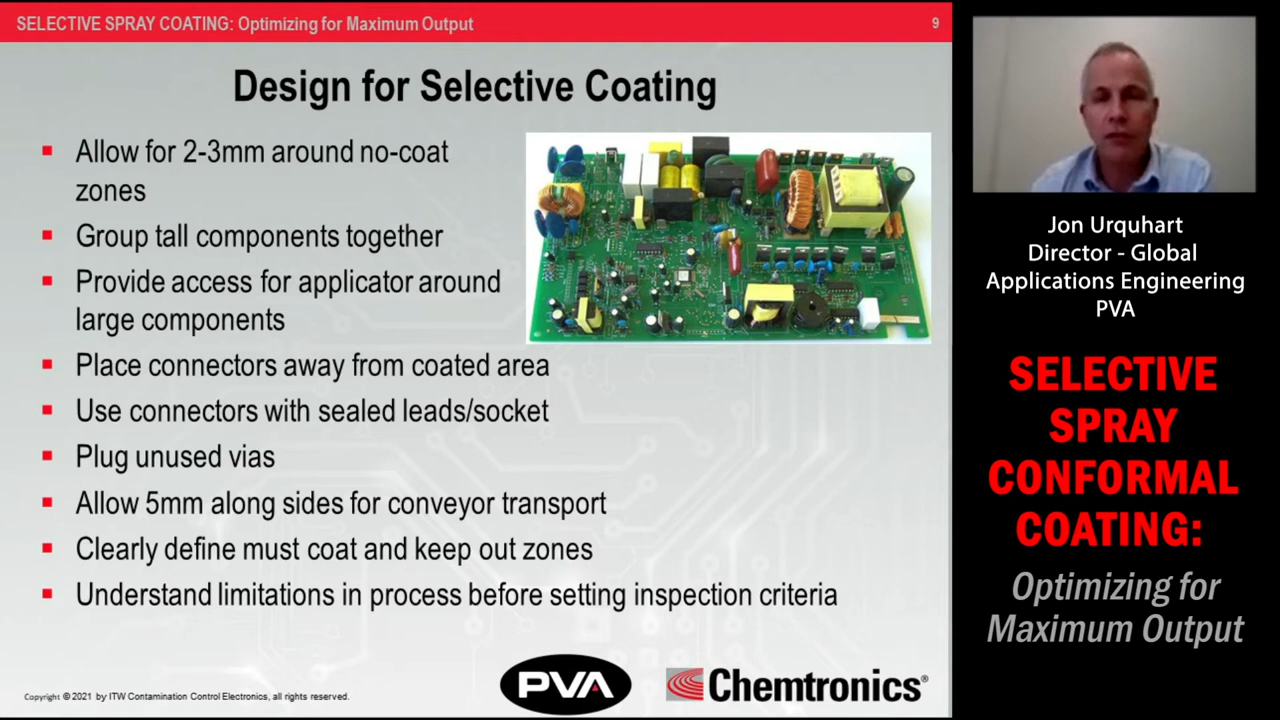 SELECTIVE SPRAY COATING: Optimizing for Maximum Output
9
Design for Selective Coating
▪ Allow for 2-3mm around no-coat
zones
▪ Group tall components together
▪ Provide access for applicator around
large components
▪ Place connectors away from coated area
▪ Use connectors with sealed leads/socket
▪ Plug unused vias
▪ Allow 5mm along sides for conveyor transport
▪ Clearly define must coat and keep out zones
▪ Understand limitations in process before setting inspection criteria
Copyright © 2021 by ITW Contamination Control Electronics, all rights reserved.
PVA
Chemtronics®
Jon Urquhart
Director - Global
Applications Engineering
PVA
SELECTIVE
SPRAY
CONFORMAL
COATING:
Optimizing for
Maximum Output